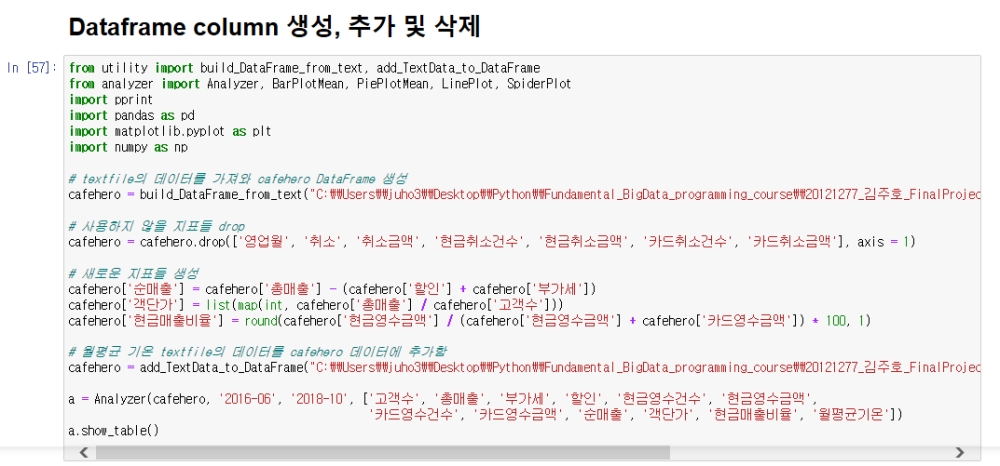 Dataframe column 생성, 추가 및 삭제
In [57]:
from utility import build_DataFrame_from_text, add_TextData_to_DataFrame
from analyzer import Analyzer, BarPlotMean, PiePlotMean, LinePlot, SpiderPlot
import pprint
import pandas as pd
import matplotlib.pyplot as plt
import numpy as np
# textfile의 데이터를 가져와 cafehero DataFrame 생성
cafehero = build_DataFrame_from_text("C:₩₩Users₩₩juho3₩₩Desktop₩₩Python₩₩Fundamental_BigData_programming_course₩₩20121277_김주호_FinalProjec
# 사용하지 않을 지표들 drop
cafehero = cafehero.drop(['영업월', '취소', '취소금액', '현금취소건수', '현금취소금액', '카드취소건수', '카드취소금액'], axis = 1)
# 새로운 지표들 생성
cafehero['순매출'] = cafehero['총매출'] - (cafehero['할인'] + cafehero['부가세'])
cafehero['객단가'] = list(map(int, cafehero['총매출'] / cafehero['고객수']))
cafehero['현금매출비율'] = round(cafehero['현금영수금액'] / (cafehero['현금영수금액'] + cafehero['카드영수금액']) * 100, 1)
# 월평균 기온 textfile의 데이터를 cafehero 데이터에 추가함
cafehero = add_TextData_to_DataFrame("C:₩₩Users₩₩juho3₩₩Desktop₩₩Python₩₩Fundamental_BigData_programming_course₩₩20121277_김주호_FinalProjec
a = Analyzer(cafehero, '2016-06', '2018-10', ['고객수', '총매출', '부가세', '할인', '현금영수건수', '현금영수금액',
'카드영수건수', '카드영수금액', '순매출', '객단가', '현금매출비율', '월평균기온'])
a.show_table()